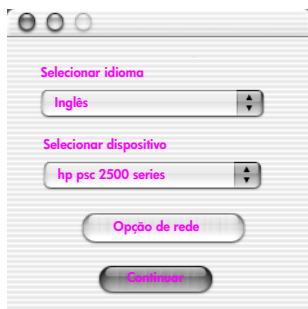 Selecionar idioma
Inglês
Selecionar dispositivo
hp psc 2500 series
Opção de rede
Continuar